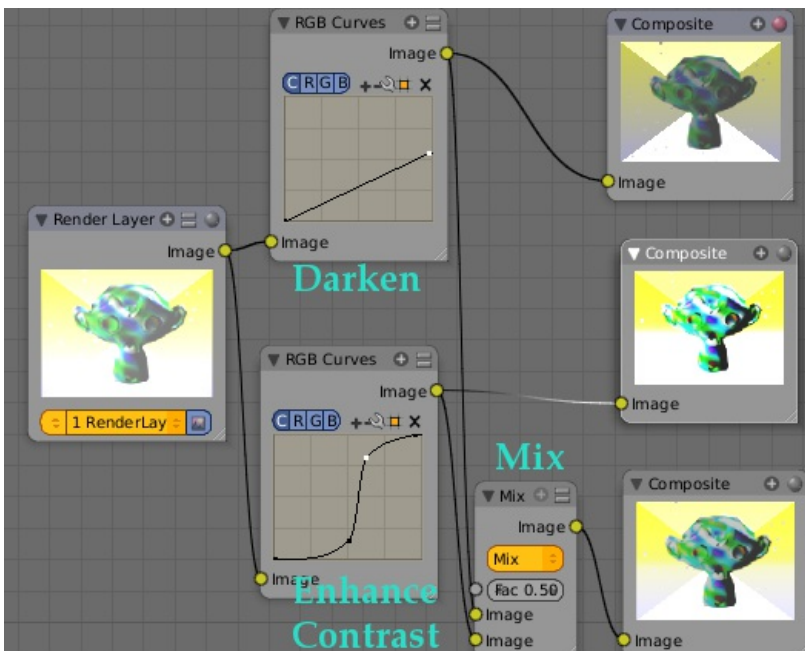 RGB Curves
Image
C R G B
Image
Darken
Composite
Image
Render Layer
Image
1 RenderLay
Composite
Image
RGB Curves
Image
C R G B
Image
Enhance
Contrast
Mix
Mix
Image
Mix
Fac 0.50
Image
Image
Composite
Image